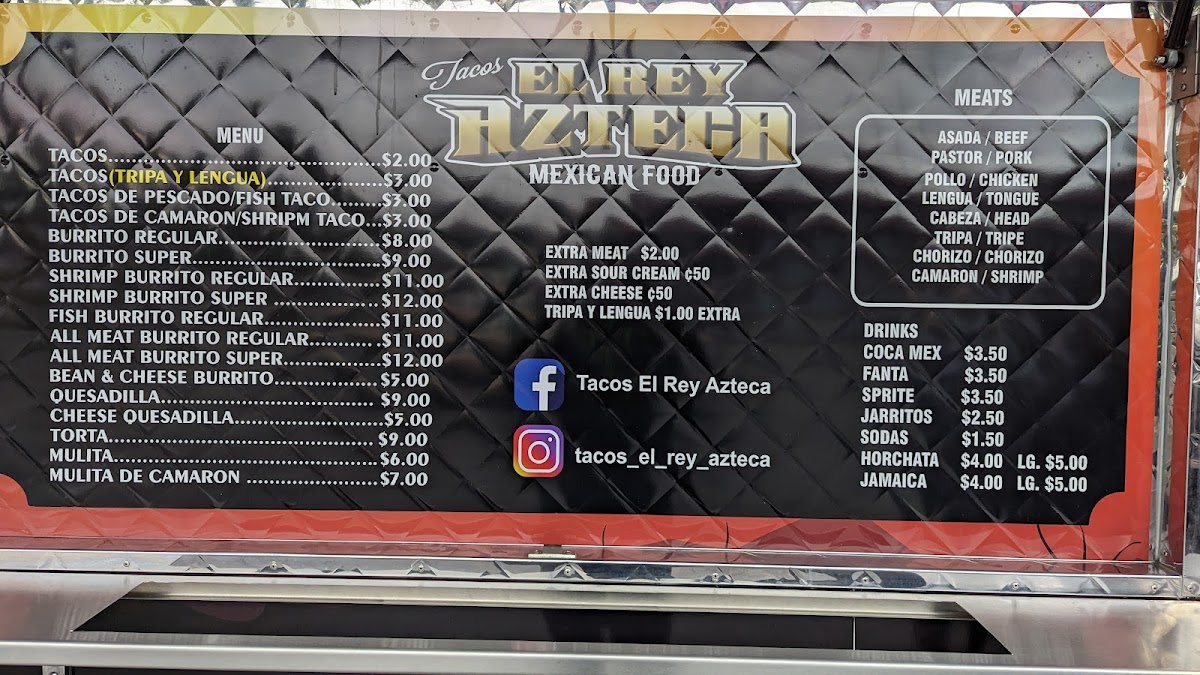 Tacos
EL REY
AZTECA
MEXICAN FOOD
MENU
TACOS..............................................$2.00
TACOS(TRIPA Y LENGUA)...................$3.00
TACOS DE PESCADO/FISH TACO.........$3.00
TACOS DE CAMARON/SHRIPM TACO...$3.00
BURRITO REGULAR...........................$8.00
BURRITO SUPER................................$9.00
SHRIMP BURRITO REGULAR...............$11.00
SHRIMP BURRITO SUPER ..................$12.00
FISH BURRITO REGULAR....................$11.00
ALL MEAT BURRITO REGULAR............$11.00
ALL MEAT BURRITO SUPER.................$12.00
BEAN & CHEESE BURRITO..................$5.00
QUESADILLA.....................................$9.00
CHEESE QUESADILLA.........................$5.00
TORTA..............................................$9.00
MULITA.............................................$6.00
MULITA DE CAMARON ......................$7.00
EXTRA MEAT $2.00
EXTRA SOUR CREAM ¢50
EXTRA CHEESE ¢50
TRIPA Y LENGUA $1.00 EXTRA
Tacos El Rey Azteca
tacos_el_rey_azteca
MEATS
ASADA / BEEF
PASTOR / PORK
POLLO / CHICKEN
LENGUA / TONGUE
CABEZA / HEAD
TRIPA / TRIPE
CHORIZO / CHORIZO
CAMARON / SHRIMP
DRINKS
COCA MEX $3.50
FANTA $3.50
SPRITE $3.50
JARRITOS $2.50
SODAS $1.50
HORCHATA $4.00 LG. $5.00
JAMAICA $4.00 LG. $5.00